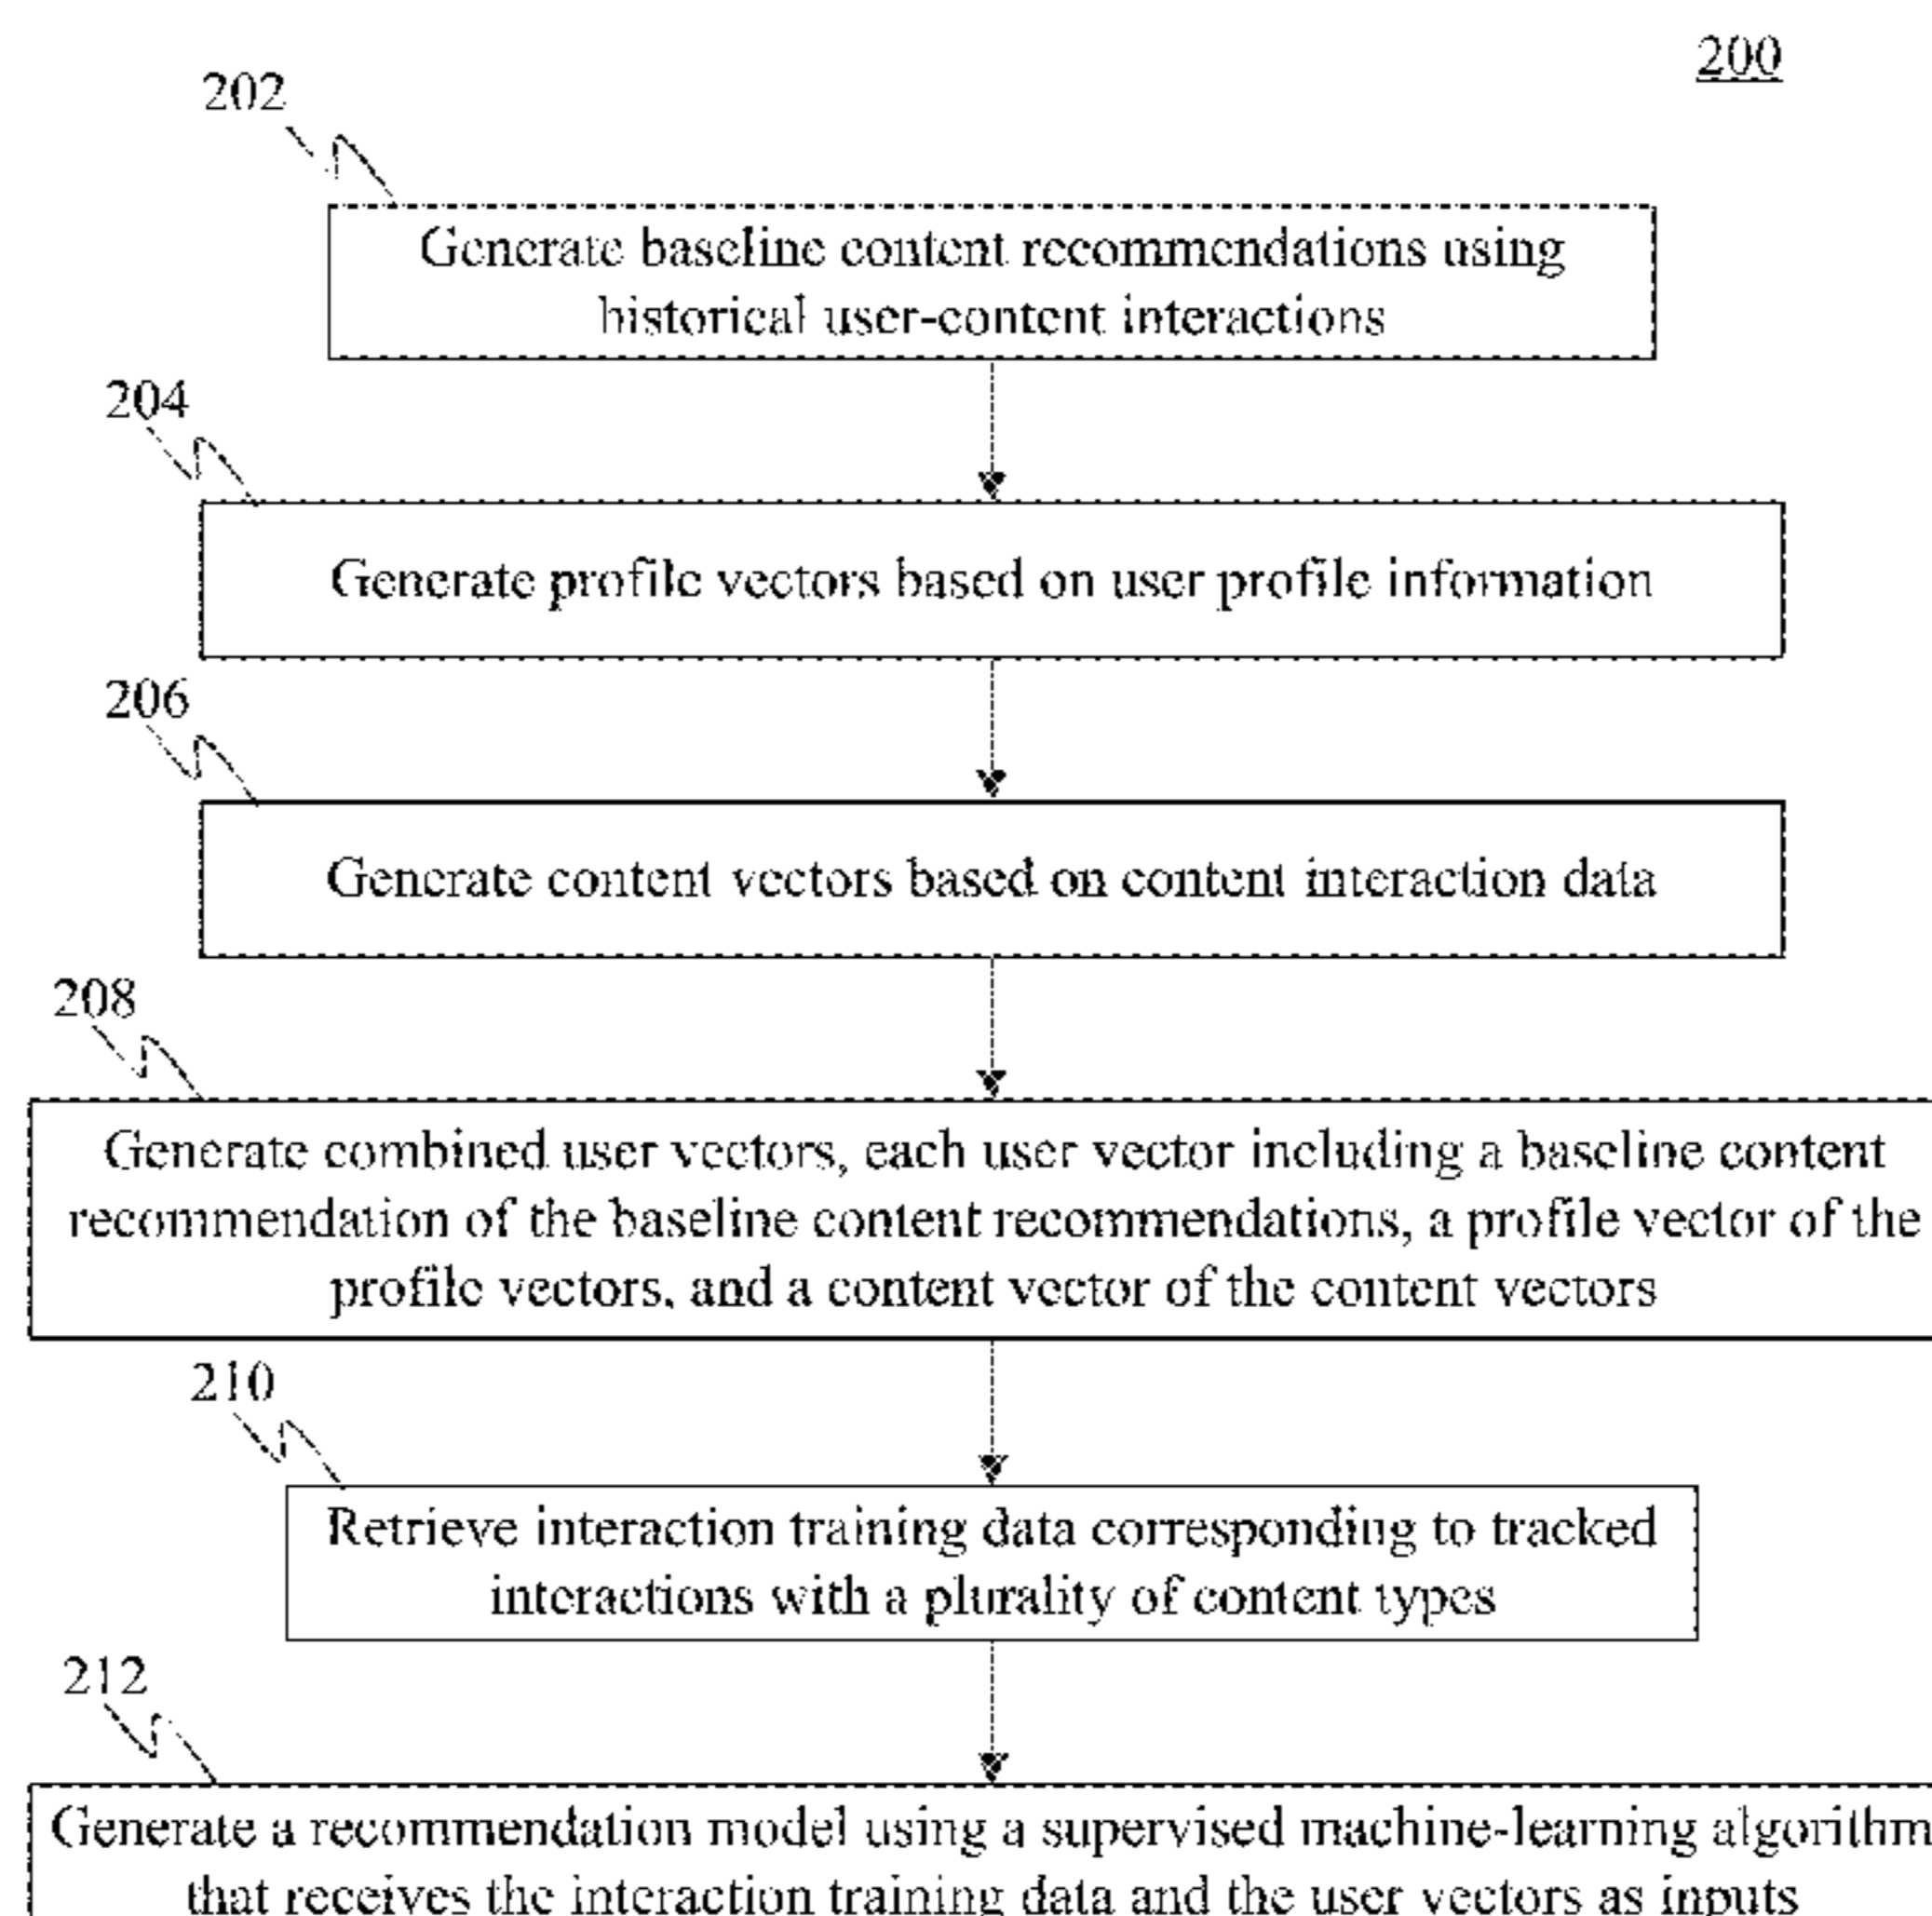 200
202
Generate baseline content recommendations using
historical user-content interactions
204
Generate profile vectors based on user profile information
206
Generate content vectors based on content interaction data
208
Generate combined user vectors, each user vector including a baseline content
recommendation of the baseline content recommendations, a profile vector of the
profile vectors, and a content vector of the content vectors
210
Retrieve interaction training data corresponding to tracked
interactions with a plurality of content types
212
Generate a recommendation model using a supervised machine-learning algorithm
that receives the interaction training data and the user vectors as inputs